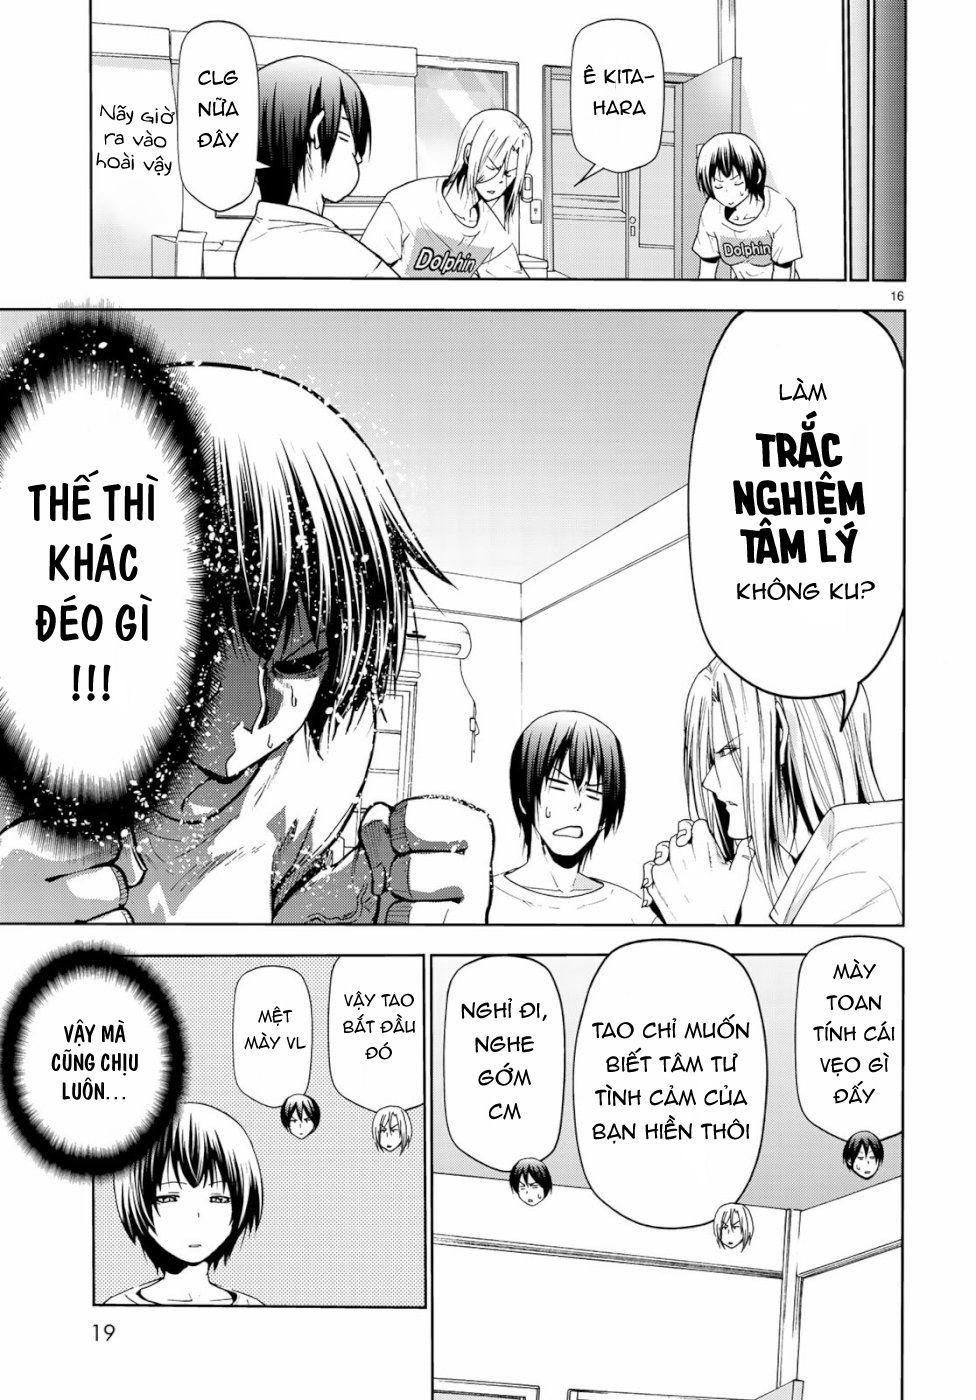 Ê KITA-
HARA
CLG
NỮA
ĐÂY
Nãy giờ
ra vào
hoài vậy
Dolphin
Dolphin
16
LÀM
TRẮC
NGHIỆM
TÂM LÝ
KHÔNG KU?
THẾ THÌ
KHÁC
ĐÉO GÌ
!!!
MÀY
TOAN
TÍNH CÁI
VẸO GÌ
ĐẤY
TAO CHỈ MUỐN
BIẾT TÂM TƯ
TÌNH CẢM CỦA
BẠN HIỀN THÔI
NGHỈ ĐI,
NGHE
GỚM
CM
VẬY TAO
BẮT ĐẦU
ĐÓ
MỆT
MÀY VL
VẬY MÀ
CŨNG CHỊU
LUÔN...
19